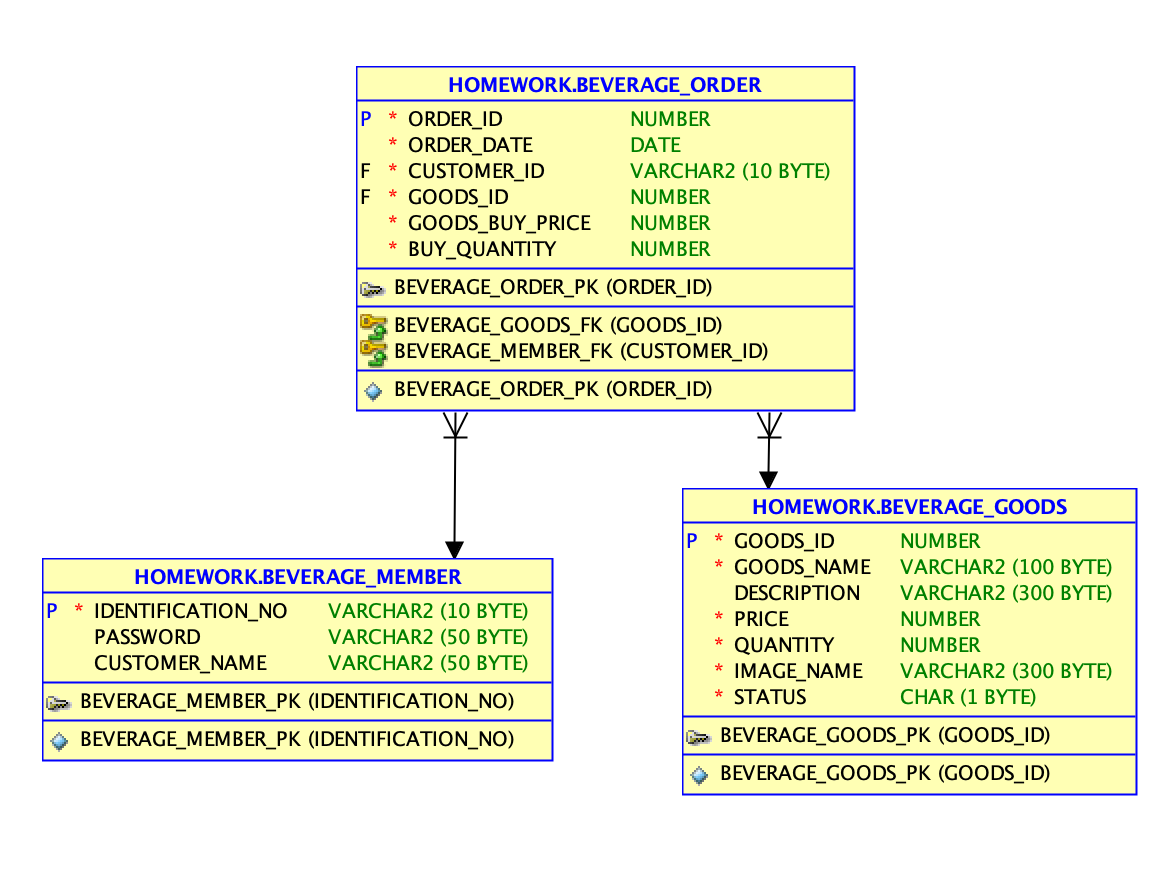 HOMEWORK.BEVERAGE_ORDER
P * ORDER_ID NUMBER
* ORDER_DATE DATE
F * CUSTOMER_ID VARCHAR2 (10 BYTE)
F * GOODS_ID NUMBER
* GOODS_BUY_PRICE NUMBER
* BUY_QUANTITY NUMBER
BEVERAGE_ORDER_PK (ORDER_ID)
BEVERAGE_GOODS_FK (GOODS_ID)
BEVERAGE_MEMBER_FK (CUSTOMER_ID)
BEVERAGE_ORDER_PK (ORDER_ID)
HOMEWORK.BEVERAGE_MEMBER
P * IDENTIFICATION_NO VARCHAR2 (10 BYTE)
PASSWORD VARCHAR2 (50 BYTE)
CUSTOMER_NAME VARCHAR2 (50 BYTE)
BEVERAGE_MEMBER_PK (IDENTIFICATION_NO)
BEVERAGE_MEMBER_PK (IDENTIFICATION_NO)
HOMEWORK.BEVERAGE_GOODS
P * GOODS_ID NUMBER
* GOODS_NAME VARCHAR2 (100 BYTE)
DESCRIPTION VARCHAR2 (300 BYTE)
* PRICE NUMBER
* QUANTITY NUMBER
* IMAGE_NAME VARCHAR2 (300 BYTE)
* STATUS CHAR (1 BYTE)
BEVERAGE_GOODS_PK (GOODS_ID)
BEVERAGE_GOODS_PK (GOODS_ID)